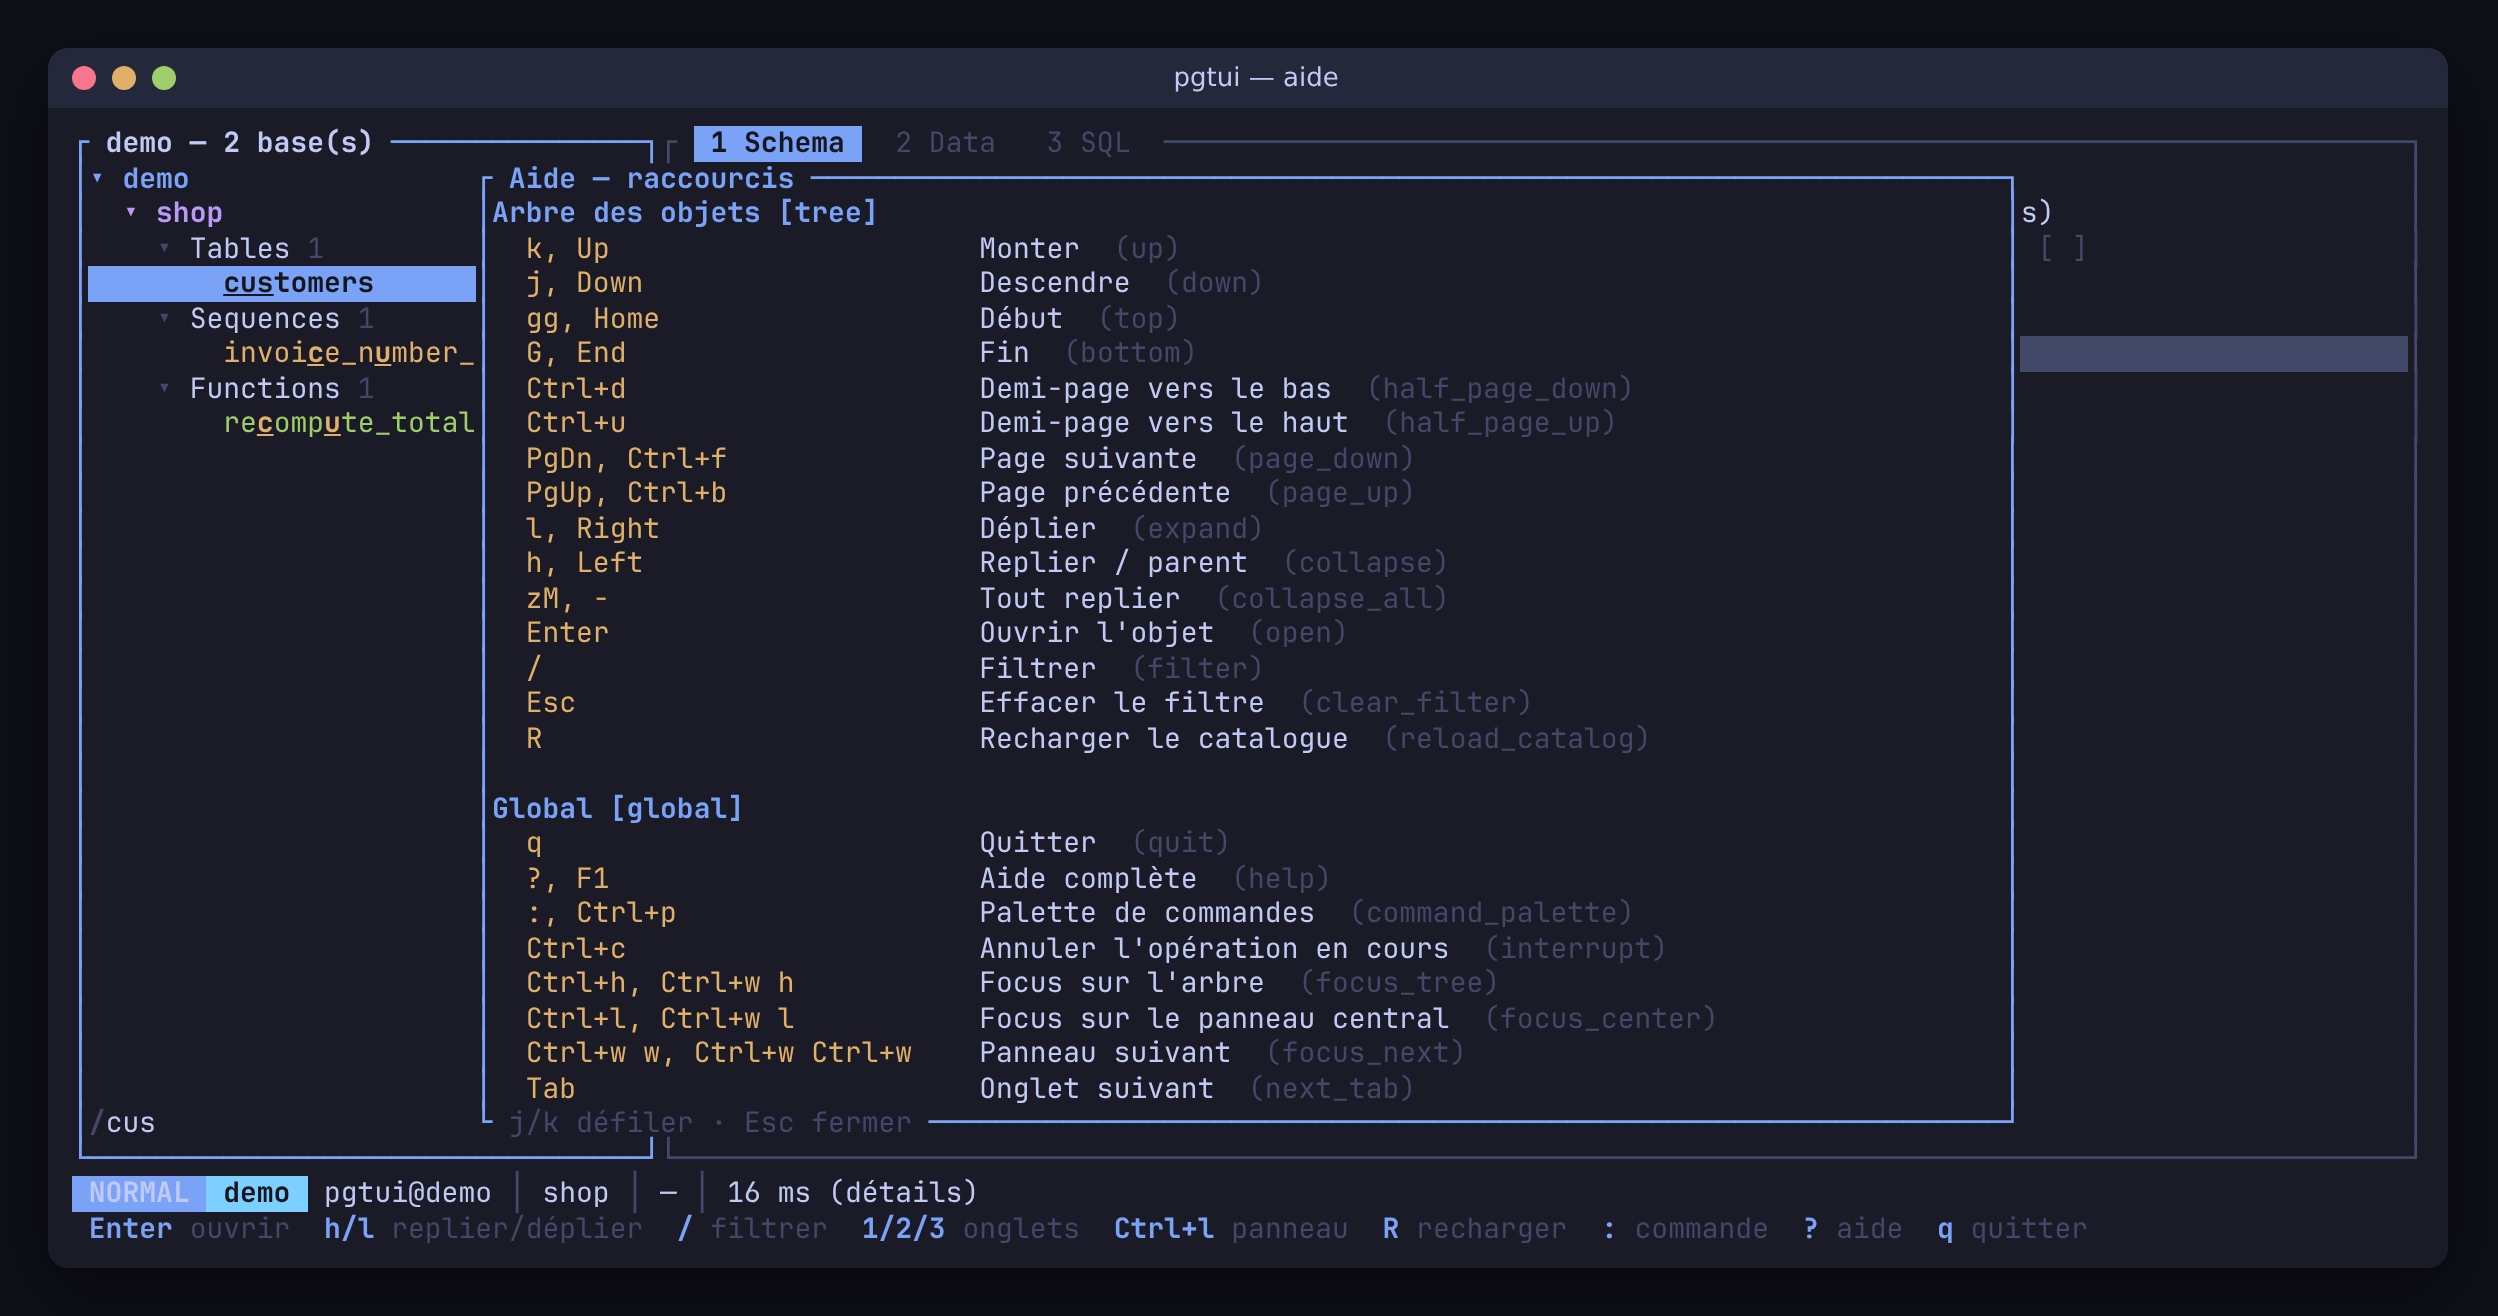 pgtui — aide
demo — 2 base(s)
1 Schema 2 Data 3 SQL
▾ demo
▾ shop
▾ Tables 1
customers
▾ Sequences 1
invoice_number_
▾ Functions 1
recompute_total
/cus
Aide — raccourcis
Arbre des objets [tree]
k, Up Monter (up)
j, Down Descendre (down)
gg, Home Début (top)
G, End Fin (bottom)
Ctrl+d Demi-page vers le bas (half_page_down)
Ctrl+u Demi-page vers le haut (half_page_up)
PgDn, Ctrl+f Page suivante (page_down)
PgUp, Ctrl+b Page précédente (page_up)
l, Right Déplier (expand)
h, Left Replier / parent (collapse)
zM, - Tout replier (collapse_all)
Enter Ouvrir l'objet (open)
/ Filtrer (filter)
Esc Effacer le filtre (clear_filter)
R Recharger le catalogue (reload_catalog)
Global [global]
q Quitter (quit)
?, F1 Aide complète (help)
:, Ctrl+p Palette de commandes (command_palette)
Ctrl+c Annuler l'opération en cours (interrupt)
Ctrl+h, Ctrl+w h Focus sur l'arbre (focus_tree)
Ctrl+l, Ctrl+w l Focus sur le panneau central (focus_center)
Ctrl+w w, Ctrl+w Ctrl+w Panneau suivant (focus_next)
Tab Onglet suivant (next_tab)
j/k défiler · Esc fermer
s)
[ ]
NORMAL demo pgtui@demo │ shop │ — │ 16 ms (détails)
Enter ouvrir h/l replier/déplier / filtrer 1/2/3 onglets Ctrl+l panneau R recharger : commande ? aide q quitter